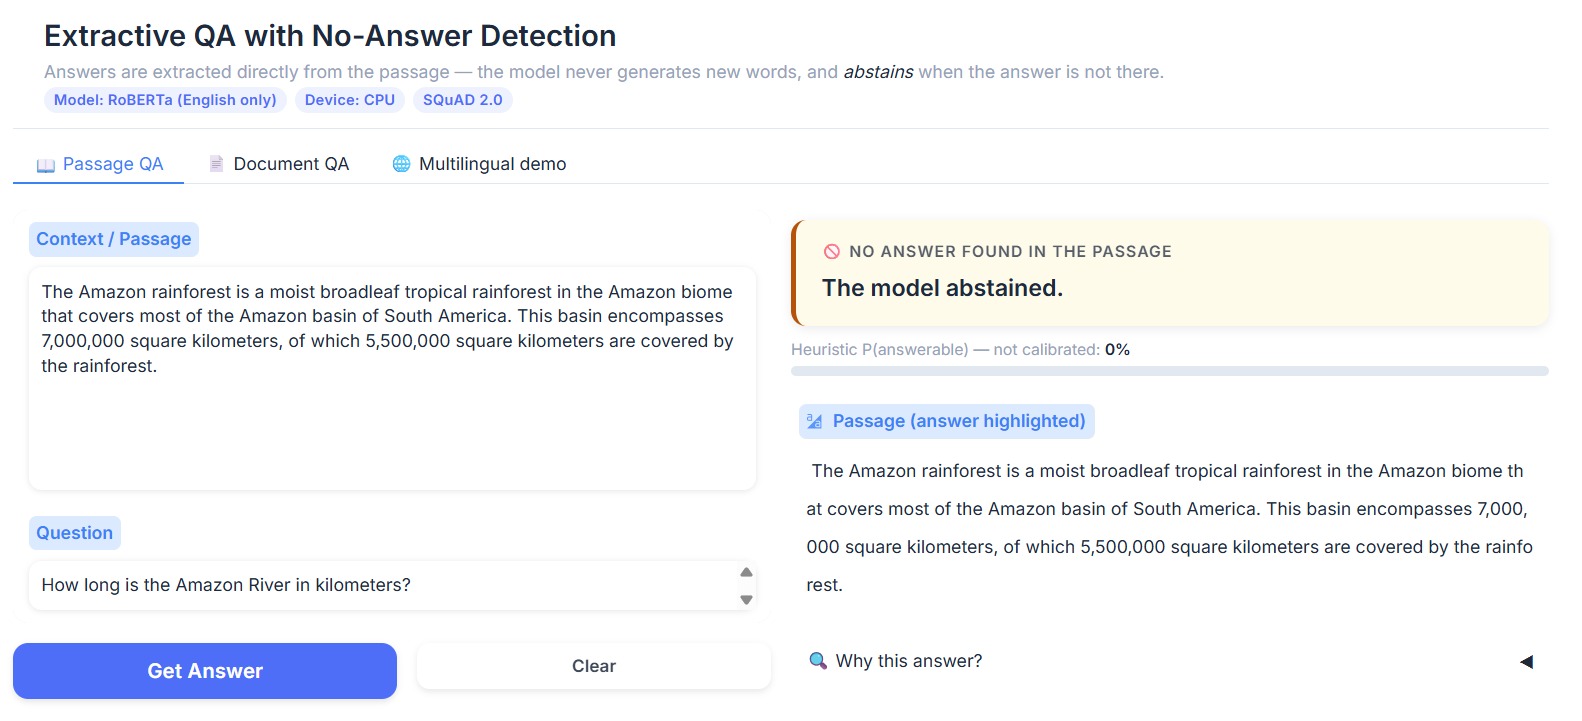 Extractive QA with No-Answer Detection
Answers are extracted directly from the passage — the model never generates new words, and abstains when the answer is not there.
Model: RoBERTa (English only) Device: CPU SQuAD 2.0
Passage QA Document QA Multilingual demo
Context / Passage
The Amazon rainforest is a moist broadleaf tropical rainforest in the Amazon biome
that covers most of the Amazon basin of South America. This basin encompasses
7,000,000 square kilometers, of which 5,500,000 square kilometers are covered by
the rainforest.
Question
How long is the Amazon River in kilometers?
Get Answer
Clear
NO ANSWER FOUND IN THE PASSAGE
The model abstained.
Heuristic P(answerable) — not calibrated: 0%
Passage (answer highlighted)
The Amazon rainforest is a moist broadleaf tropical rainforest in the Amazon biome th
at covers most of the Amazon basin of South America. This basin encompasses 7,000,
000 square kilometers, of which 5,500,000 square kilometers are covered by the rainfo
rest.
Why this answer?